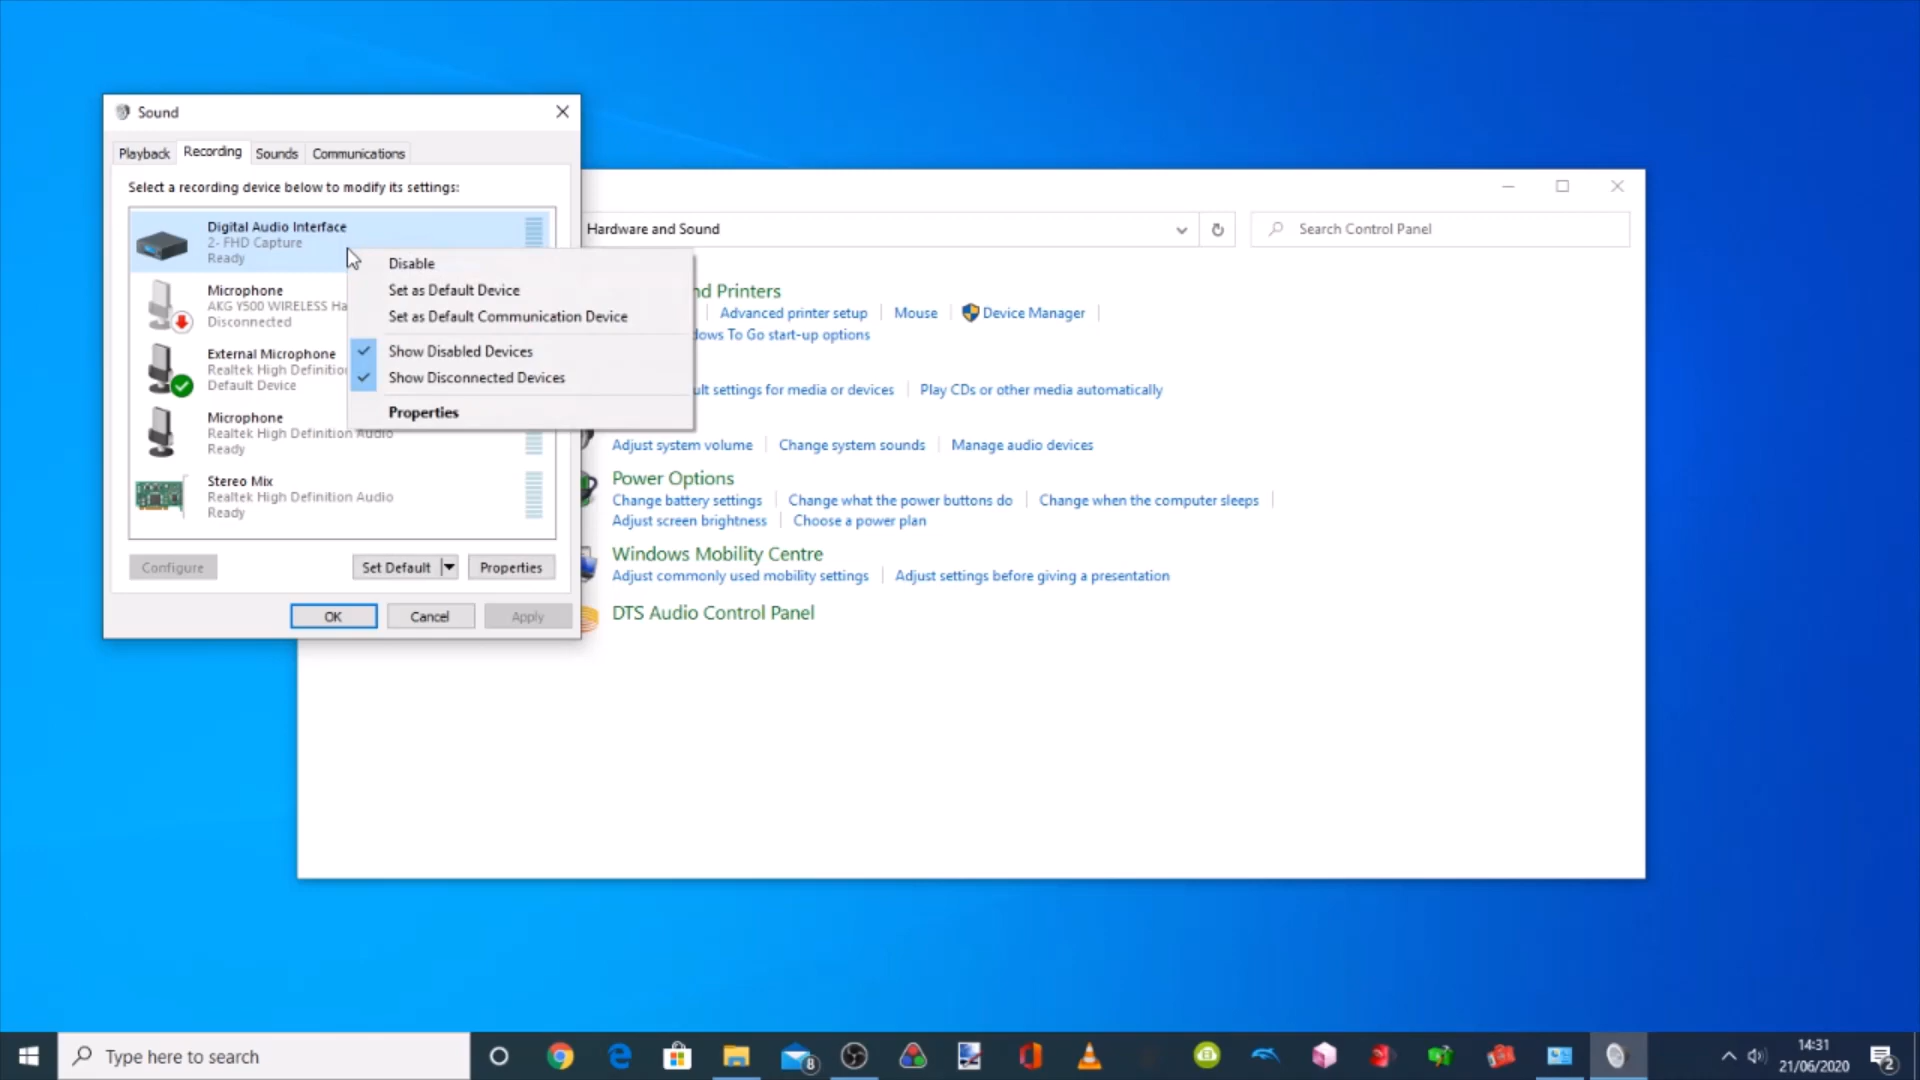 Sound
Playback Recording Sounds Communications
Select a recording device below to modify its settings:
Digital Audio Interface
2- FHD Capture
Ready
Microphone
AKG Y500 WIRELESS Ha
Disconnected
External Microphone
Realtek High Definition
Default Device
Microphone
Realtek High Definition Audio
Ready
Stereo Mix
Realtek High Definition Audio
Ready
Configure Set Default Properties
OK Cancel Apply
Disable
Set as Default Device
Set as Default Communication Device
Show Disabled Devices
Show Disconnected Devices
Properties
Hardware and Sound
Search Control Panel
nd Printers
Advanced printer setup Mouse Device Manager
dows To Go start-up options
ult settings for media or devices Play CDs or other media automatically
Adjust system volume Change system sounds Manage audio devices
Power Options
Change battery settings Change what the power buttons do Change when the computer sleeps
Adjust screen brightness Choose a power plan
Windows Mobility Centre
Adjust commonly used mobility settings Adjust settings before giving a presentation
DTS Audio Control Panel
Type here to search
8
14:31
21/06/2020
2